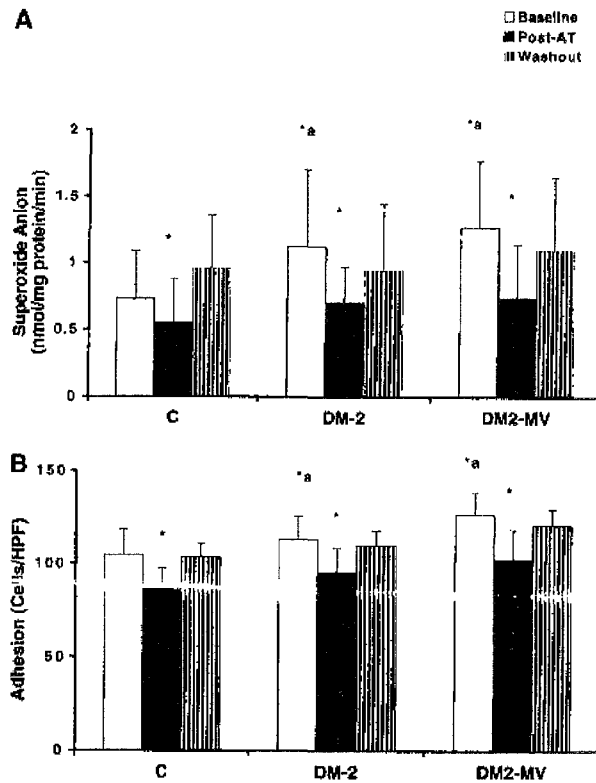 A
Baseline
Post-AT
Washout
*a
*a
*
*
*
2
1.5
1
0.5
0
Superoxide Anion
(nmol/mg protein/min)
C
DM-2
DM2-MV
B
*a
*a
*
*
*
150
100
50
0
Adhesion (Cells/HPF)
C
DM-2
DM2-MV